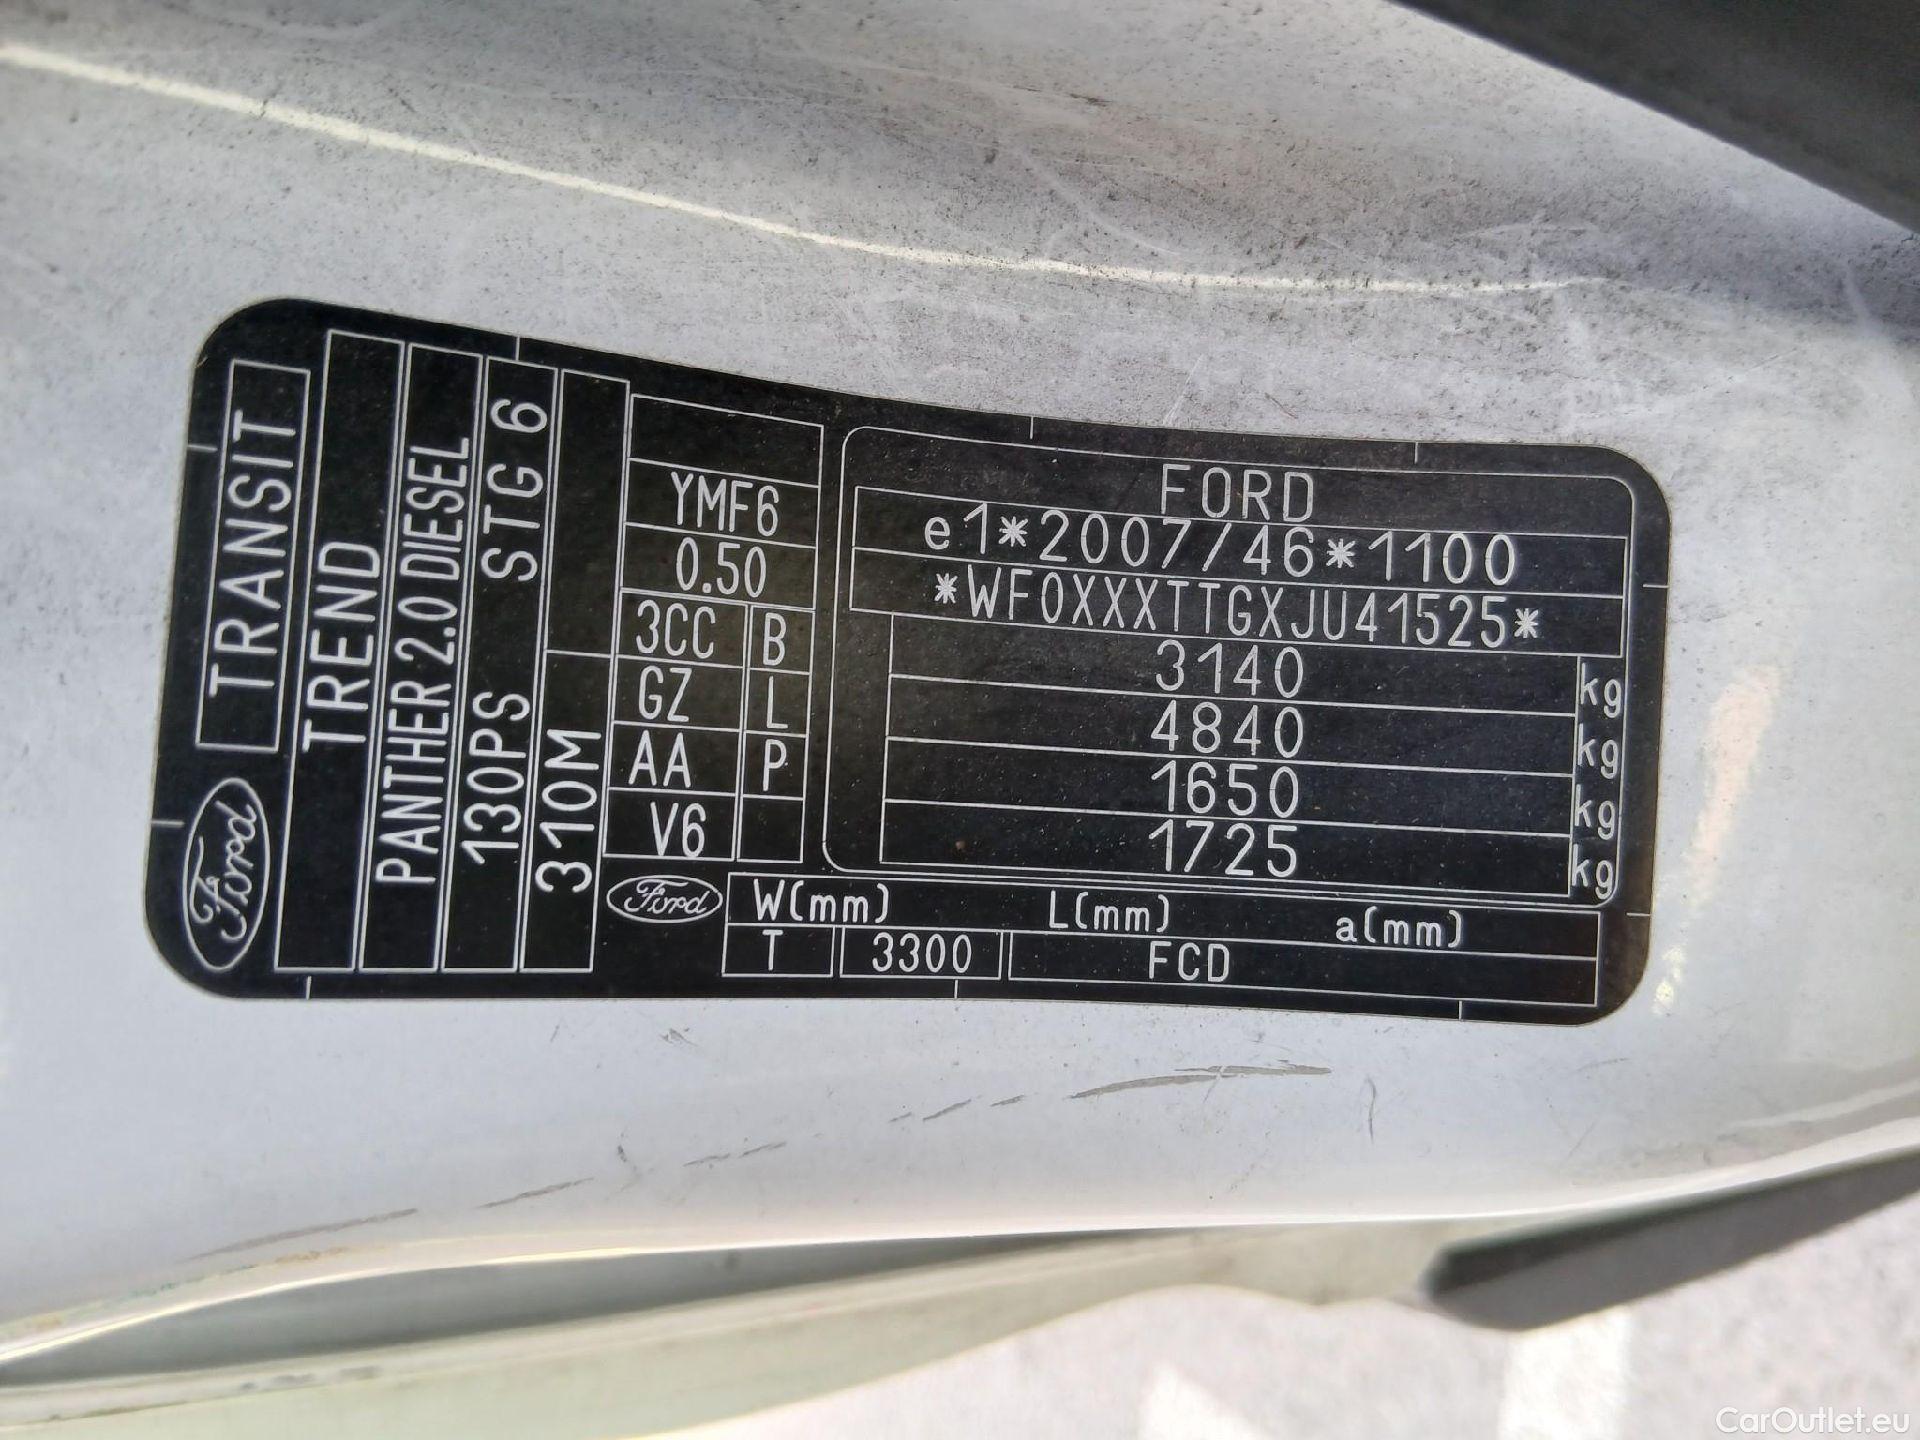 Ford
TRANSIT
TREND
PANTHER 2.0 DIESEL
130PS STG 6
310M
YMF6
0.50
3CC B
GZ L
AA P
V6
Ford
FORD
e1*2007/46*1100
*WF0XXXTTGXJU41525*
3140 kg
4840 kg
1650 kg
1725 kg
W(mm) L(mm) a(mm)
T 3300 FCD
CarOutlet.eu